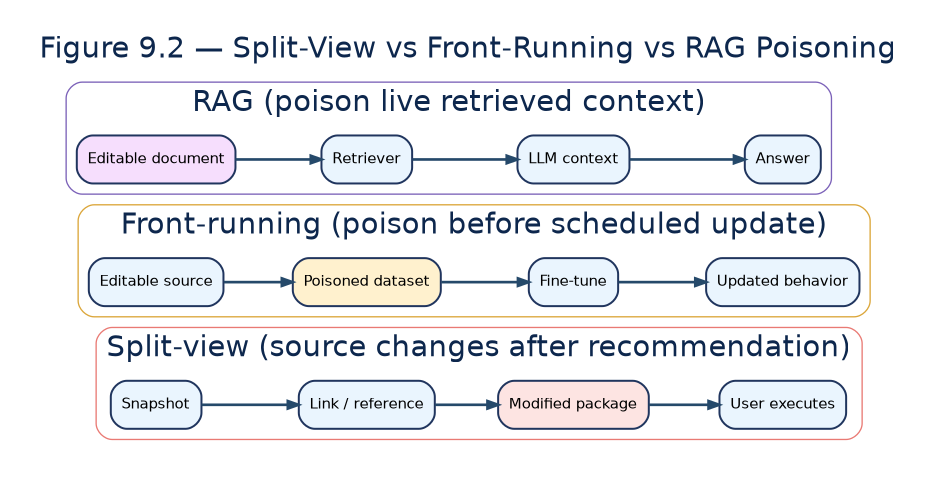 Figure 9.2 — Split-View vs Front-Running vs RAG Poisoning
RAG (poison live retrieved context)
Editable document
Retriever
LLM context
Answer
Front-running (poison before scheduled update)
Editable source
Poisoned dataset
Fine-tune
Updated behavior
Split-view (source changes after recommendation)
Snapshot
Link / reference
Modified package
User executes